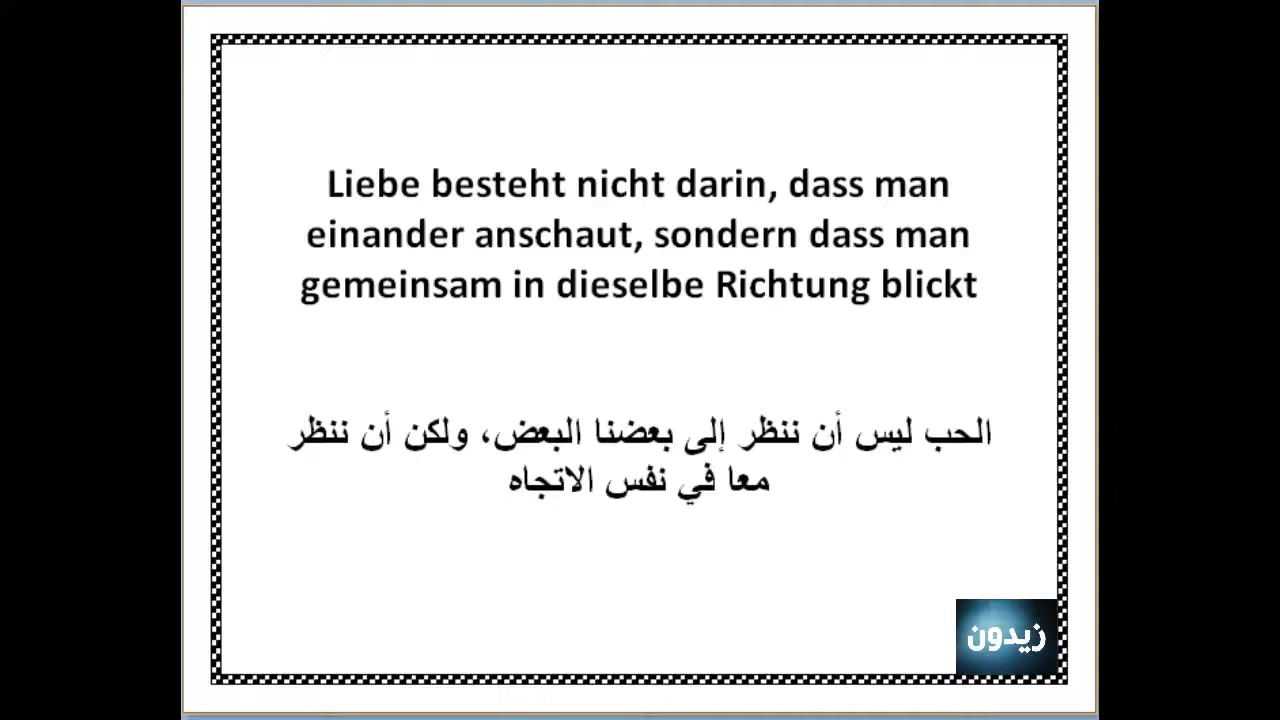 Liebe besteht nicht darin, dass man
einander anschaut, sondern dass man
gemeinsam in dieselbe Richtung blickt
الحب ليس أن ننظر إلى بعضنا البعض، ولكن أن ننظر
معا في نفس الاتجاه
زيدون